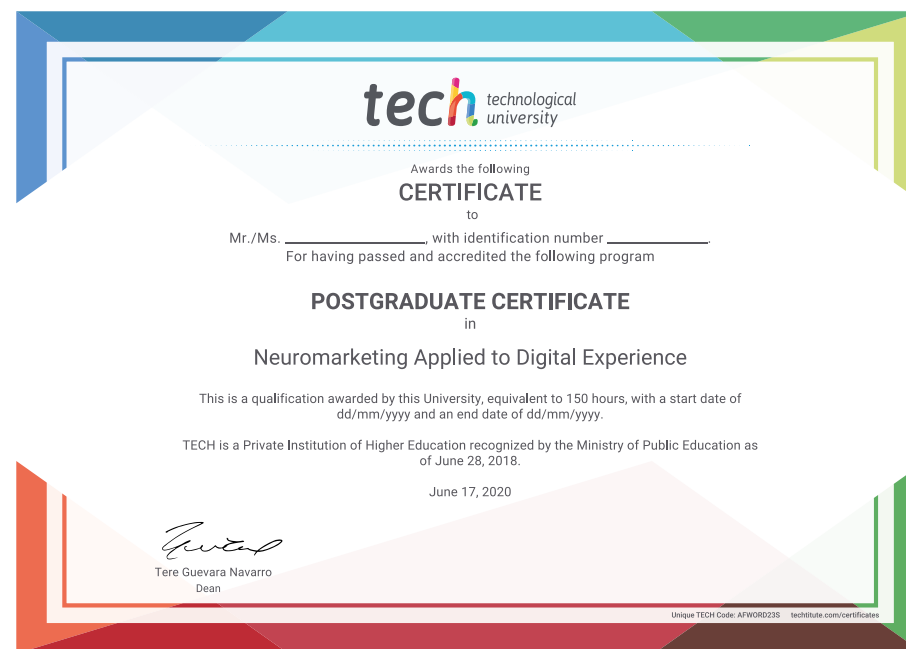 tech technological
university
Awards the following
CERTIFICATE
to
Mr./Ms. ____________________, with identification number ______________.
For having passed and accredited the following program
POSTGRADUATE CERTIFICATE
in
Neuromarketing Applied to Digital Experience
This is a qualification awarded by this University, equivalent to 150 hours, with a start date of
dd/mm/yyyy and an end date of dd/mm/yyyy.
TECH is a Private Institution of Higher Education recognized by the Ministry of Public Education as
of June 28, 2018.
June 17, 2020
Tere Guevara Navarro
Dean
Unique TECH Code: AFWORD23S techtitute.com/certificates